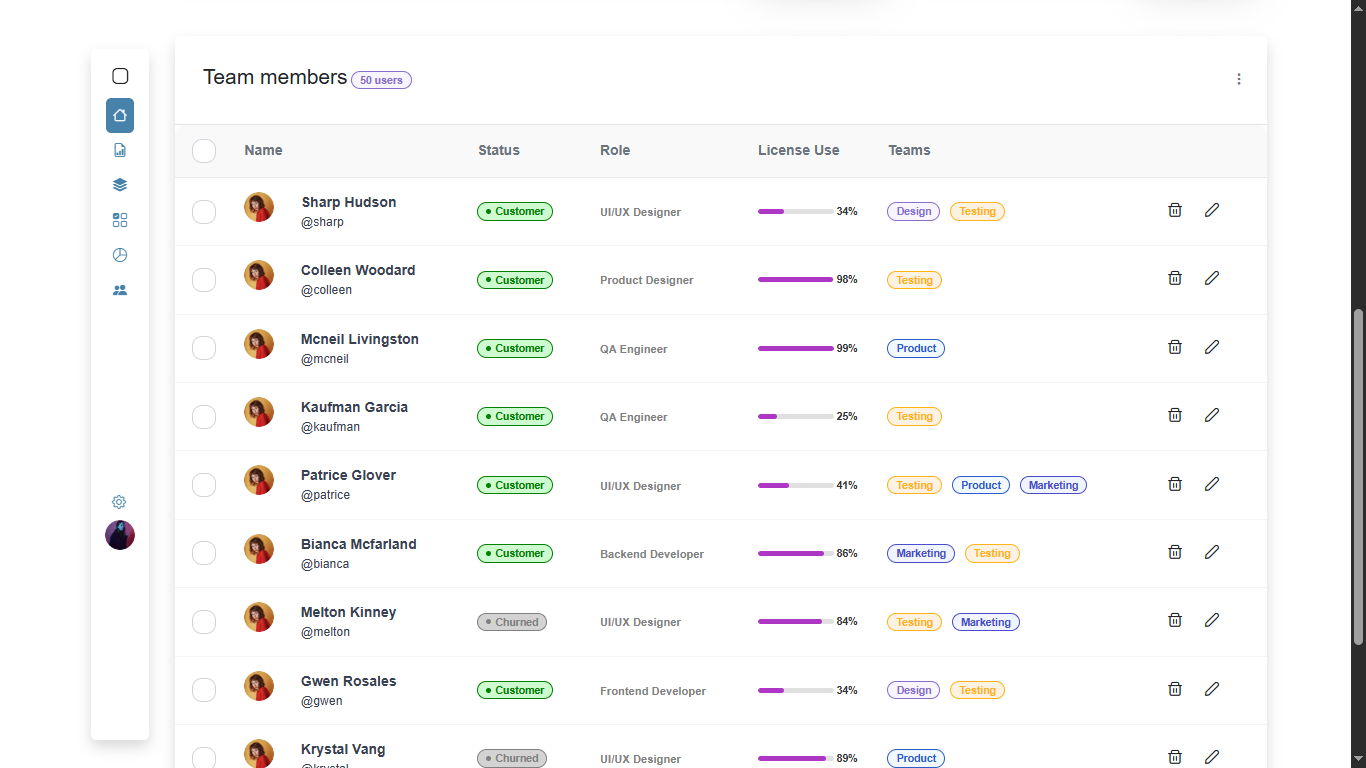 Team members 50 users
Name Status Role License Use Teams
Sharp Hudson
@sharp
Customer UI/UX Designer 34% Design Testing
Colleen Woodard
@colleen
Customer Product Designer 98% Testing
Mcneil Livingston
@mcneil
Customer QA Engineer 99% Product
Kaufman Garcia
@kaufman
Customer QA Engineer 25% Testing
Patrice Glover
@patrice
Customer UI/UX Designer 41% Testing Product Marketing
Bianca Mcfarland
@bianca
Customer Backend Developer 86% Marketing Testing
Melton Kinney
@melton
Churned UI/UX Designer 84% Testing Marketing
Gwen Rosales
@gwen
Customer Frontend Developer 34% Design Testing
Krystal Vang
@krystal
Churned UI/UX Designer 89% Product